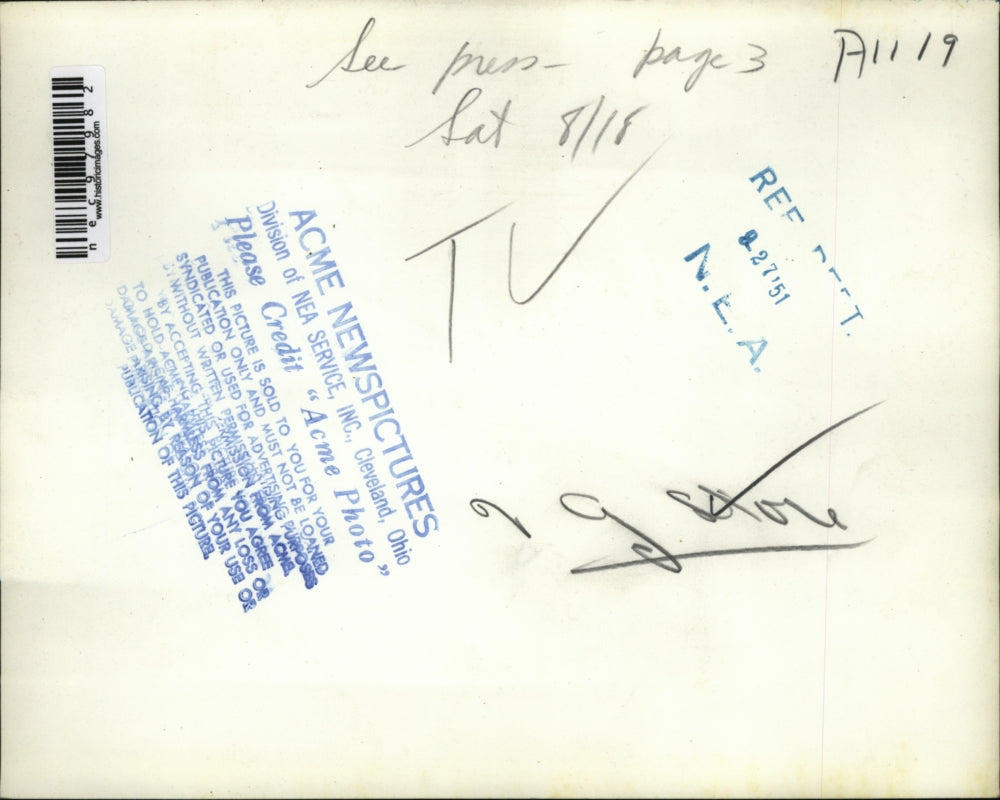 See press - page 3 A1119
Sat 8/18
TV
necc97982
www.historicimages.com
REF DEPT.
8-27'51
N.E.A.
ACME NEWSPICTURES
Division of NEA SERVICE, INC., Cleveland, Ohio
Please Credit "Acme Photo"
THIS PICTURE IS SOLD TO YOU FOR YOUR
PUBLICATION ONLY AND MUST NOT BE LOANED,
SYNDICATED OR USED FOR ADVERTISING PURPOSES
WITHOUT WRITTEN PERMISSION FROM ACME.
BY ACCEPTING THIS PICTURE YOU AGREE
TO HOLD ACME HARMLESS FROM ANY LOSS OR
DAMAGE ARISING BY REASON OF YOUR USE OR
PUBLICATION OF THIS PICTURE.